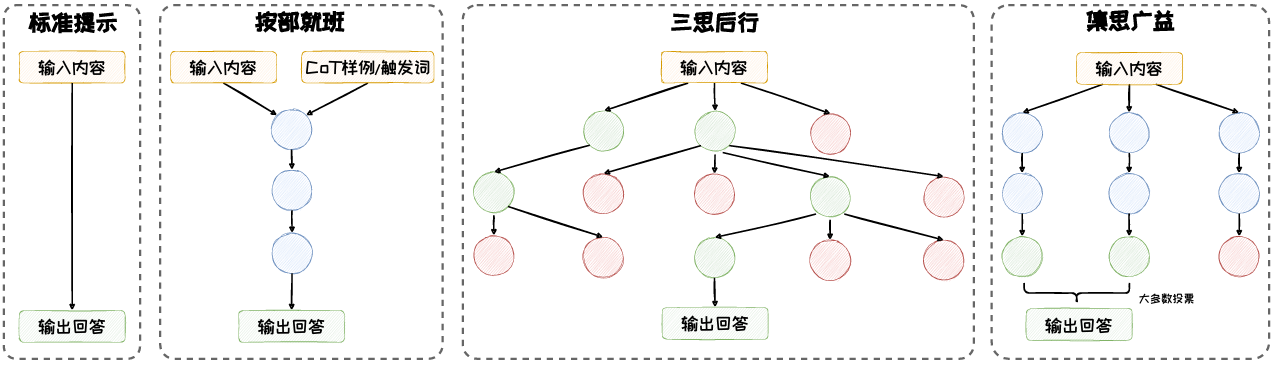 标准提示
输入内容
输出回答
按部就班
输入内容
CoT样例/触发词
输出回答
三思后行
输入内容
输出回答
集思广益
输入内容
大多数投票
输出回答